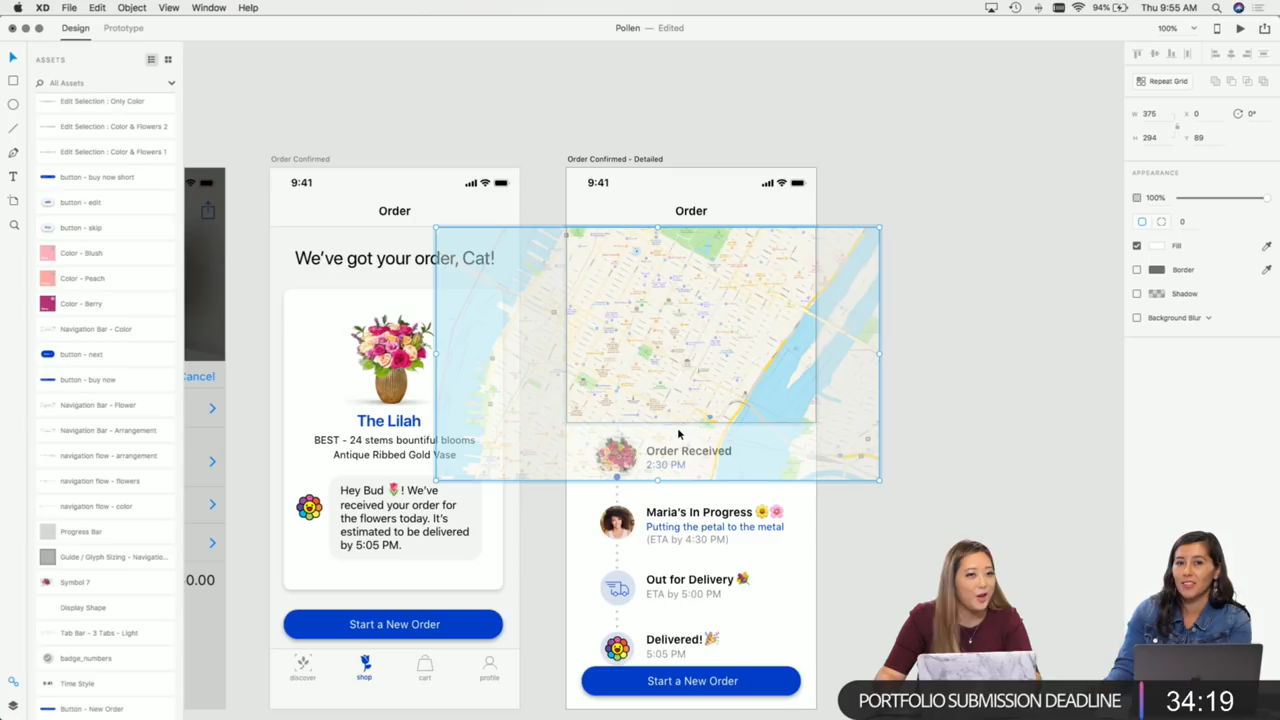 XD File Edit Object View Window Help
94% Thu 9:55 AM
Design Prototype
Pollen — Edited
100%
ASSETS
All Assets
Edit Selection : Only Color
Edit Selection : Color & Flowers 2
Edit Selection : Color & Flowers 1
button - buy now short
button - edit
button - skip
Color - Blush
Color - Peach
Color - Berry
Navigation Bar - Color
button - next
button - buy now
Navigation Bar - Flower
Navigation Bar - Arrangement
navigation flow - arrangement
navigation flow - flowers
navigation flow - color
Progress Bar
Guide / Glyph Sizing - Navigatio...
Symbol 7
Display Shape
Tab Bar - 3 Tabs - Light
badge_numbers
Time Style
Button - New Order
Cancel
0.00
Order Confirmed
9:41
Order
We've got your order, Cat!
The Lilah
BEST - 24 stems bountiful blooms
Antique Ribbed Gold Vase
Hey Bud 🌷! We've
received your order for
the flowers today. It's
estimated to be delivered
by 5:05 PM.
Start a New Order
discover shop cart profile
Order Confirmed - Detailed
9:41
Order
Order Received
2:30 PM
Maria's In Progress 🌼🌸
Putting the petal to the metal
(ETA by 4:30 PM)
Out for Delivery 💐
ETA by 5:00 PM
Delivered! 🎉
5:05 PM
Start a New Order
Repeat Grid
W 375 X 0 0°
H 294 Y 89
APPEARANCE
100%
0
Fill
Border
Shadow
Background Blur
PORTFOLIO SUBMISSION DEADLINE 34:19